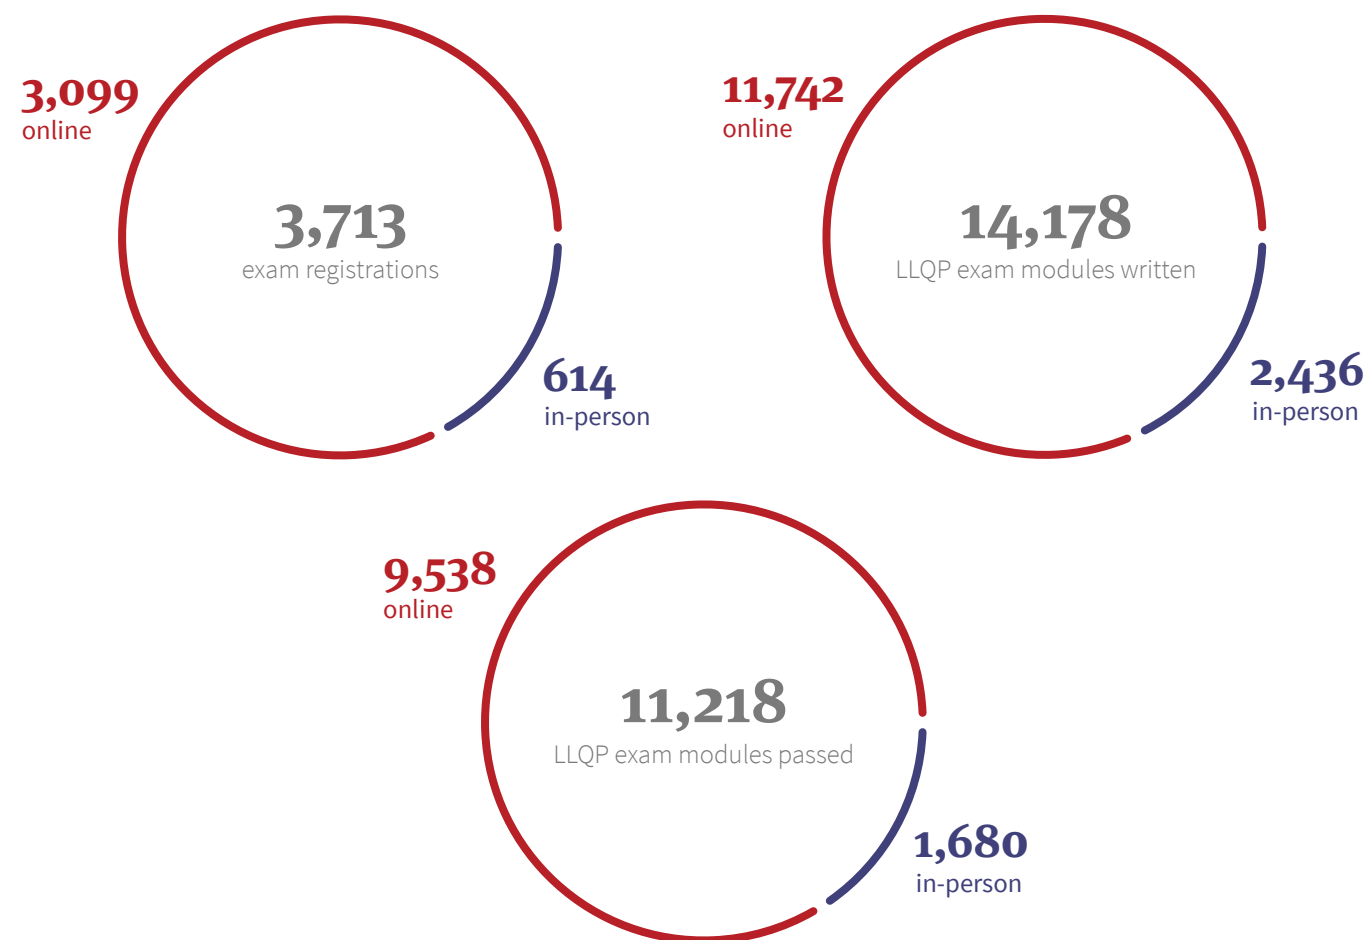 3,099
online
3,713
exam registrations
614
in-person
11,742
online
14,178
LLQP exam modules written
2,436
in-person
9,538
online
11,218
LLQP exam modules passed
1,680
in-person